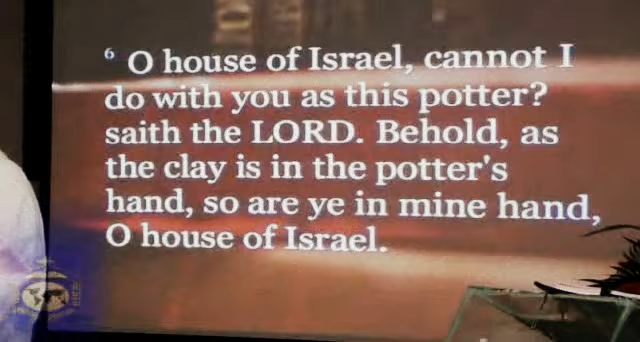 6 O house of Israel, cannot I
do with you as this potter?
saith the LORD. Behold, as
the clay is in the potter's
hand, so are ye in mine hand,
O house of Israel.